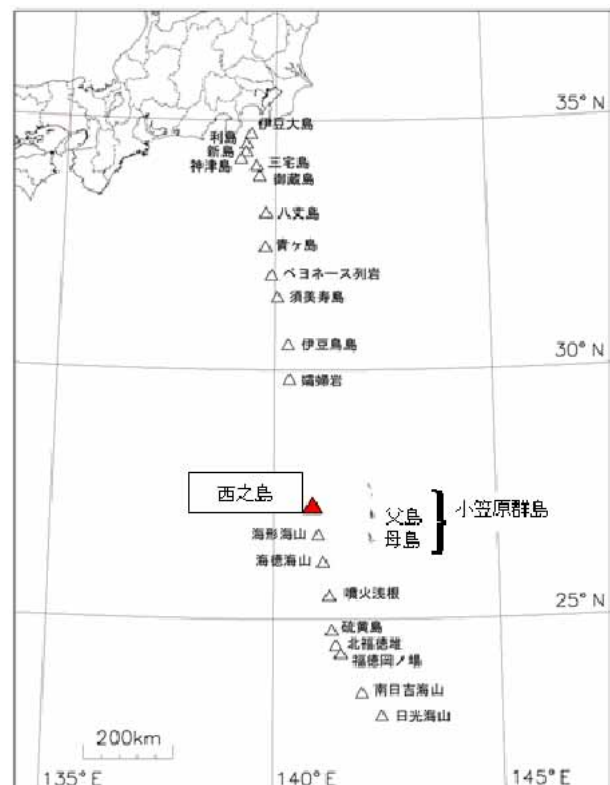 35°N
伊豆大島
利島
新島
神津島
三宅島
御蔵島
八丈島
青ヶ島
ベヨネース列岩
須美寿島
伊豆鳥島
30°N
孀婦岩
西之島
父島
母島
小笠原群島
海形海山
海徳海山
噴火浅根
25°N
硫黄島
北福徳堆
福徳岡ノ場
南日吉海山
日光海山
200km
135°E
140°E
145°E